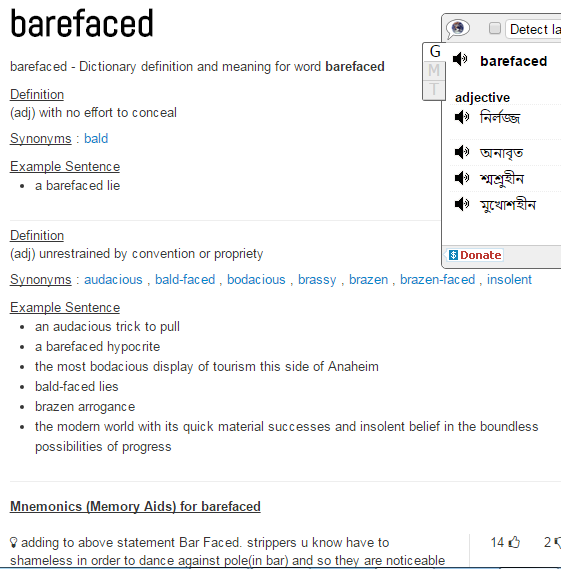 barefaced
barefaced - Dictionary definition and meaning for word barefaced
Definition
(adj) with no effort to conceal
Synonyms : bald
Example Sentence
• a barefaced lie
Definition
(adj) unrestrained by convention or propriety
Synonyms : audacious , bald-faced , bodacious , brassy , brazen , brazen-faced , insolent
Example Sentence
• an audacious trick to pull
• a barefaced hypocrite
• the most bodacious display of tourism this side of Anaheim
• bald-faced lies
• brazen arrogance
• the modern world with its quick material successes and insolent belief in the boundless
possibilities of progress
Mnemonics (Memory Aids) for barefaced
adding to above statement Bar Faced. strippers u know have to
shameless in order to dance against pole(in bar) and so they are noticeable
14
2
Detect la
G
M
T
barefaced
adjective
নির্লজ্জ
অনাবৃত
শ্মশ্রুহীন
মুখোশহীন
Donate